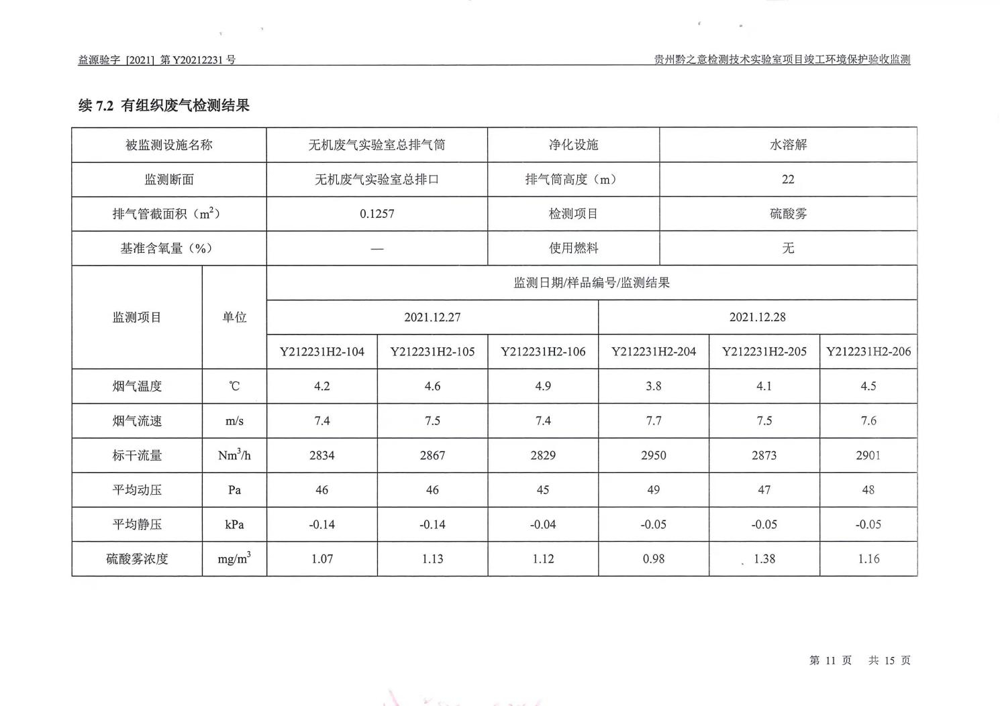 益源验字 [2021] 第 Y20212231 号
贵州黔之意检测技术实验室项目竣工环境保护验收监测
续 7.2 有组织废气检测结果
被监测设施名称 无机废气实验室总排气筒 净化设施 水溶解
监测断面 无机废气实验室总排口 排气筒高度（m） 22
排气管截面积（m²） 0.1257 检测项目 硫酸雾
基准含氧量（%） — 使用燃料 无
监测项目 单位 监测日期/样品编号/监测结果
2021.12.27 2021.12.28
Y212231H2-104 Y212231H2-105 Y212231H2-106 Y212231H2-204 Y212231H2-205 Y212231H2-206
烟气温度 ℃ 4.2 4.6 4.9 3.8 4.1 4.5
烟气流速 m/s 7.4 7.5 7.4 7.7 7.5 7.6
标干流量 Nm³/h 2834 2867 2829 2950 2873 2901
平均动压 Pa 46 46 45 49 47 48
平均静压 kPa -0.14 -0.14 -0.04 -0.05 -0.05 -0.05
硫酸雾浓度 mg/m³ 1.07 1.13 1.12 0.98 1.38 1.16
第 11 页 共 15 页